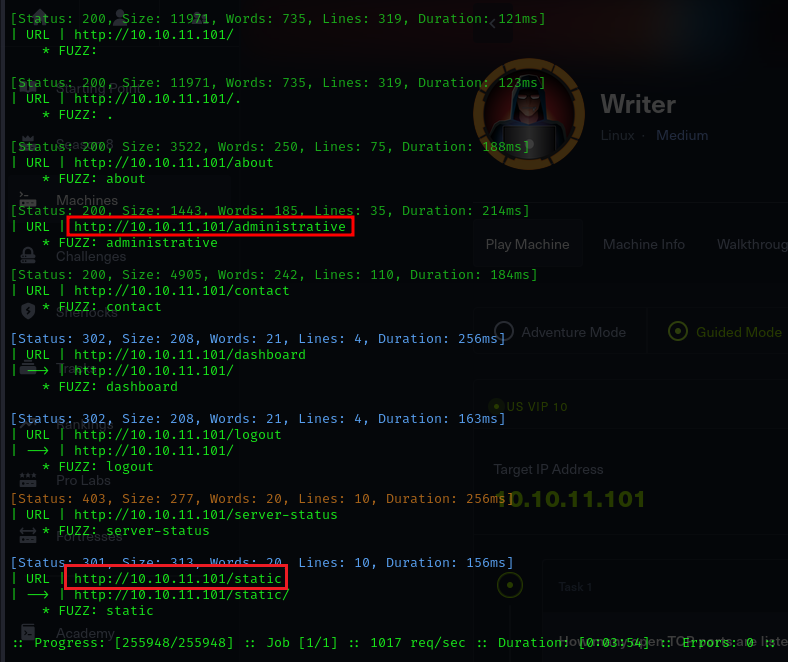 [Status: 200, Size: 11971, Words: 735, Lines: 319, Duration: 121ms]
| URL | http://10.10.11.101/
* FUZZ:
[Status: 200, Size: 11971, Words: 735, Lines: 319, Duration: 123ms]
Starting Point
| URL | http://10.10.11.101/.
* FUZZ: .
Writer
Linux · Medium
[Status: 200, Size: 3522, Words: 250, Lines: 75, Duration: 188ms]
| URL | http://10.10.11.101/about
* FUZZ: about
Machines
[Status: 200, Size: 1443, Words: 185, Lines: 35, Duration: 214ms]
| URL | http://10.10.11.101/administrative
* FUZZ: administrative
Play Machine Machine Info Walkthroug
Challenges
[Status: 200, Size: 4905, Words: 242, Lines: 110, Duration: 184ms]
| URL | http://10.10.11.101/contact
* FUZZ: contact
Sherlocks
Adventure Mode Guided Mode
[Status: 302, Size: 208, Words: 21, Lines: 4, Duration: 256ms]
| URL | http://10.10.11.101/dashboard
| --> | http://10.10.11.101/
* FUZZ: dashboard
US VIP 10
[Status: 302, Size: 208, Words: 21, Lines: 4, Duration: 163ms]
Rankings
| URL | http://10.10.11.101/logout
| --> | http://10.10.11.101/
* FUZZ: logout
Target IP Address
Pro Labs
[Status: 403, Size: 277, Words: 20, Lines: 10, Duration: 256ms]
10.10.11.101
| URL | http://10.10.11.101/server-status
* FUZZ: server-status
Fortresses
[Status: 301, Size: 313, Words: 20, Lines: 10, Duration: 156ms]
| URL | http://10.10.11.101/static
Task 1
| --> | http://10.10.11.101/static/
* FUZZ: static
Academy
:: Progress: [255948/255948] :: Job [1/1] :: 1017 req/sec :: Duration: [0:03:54] :: Errors: 0 ::
How many open TCP ports are liste